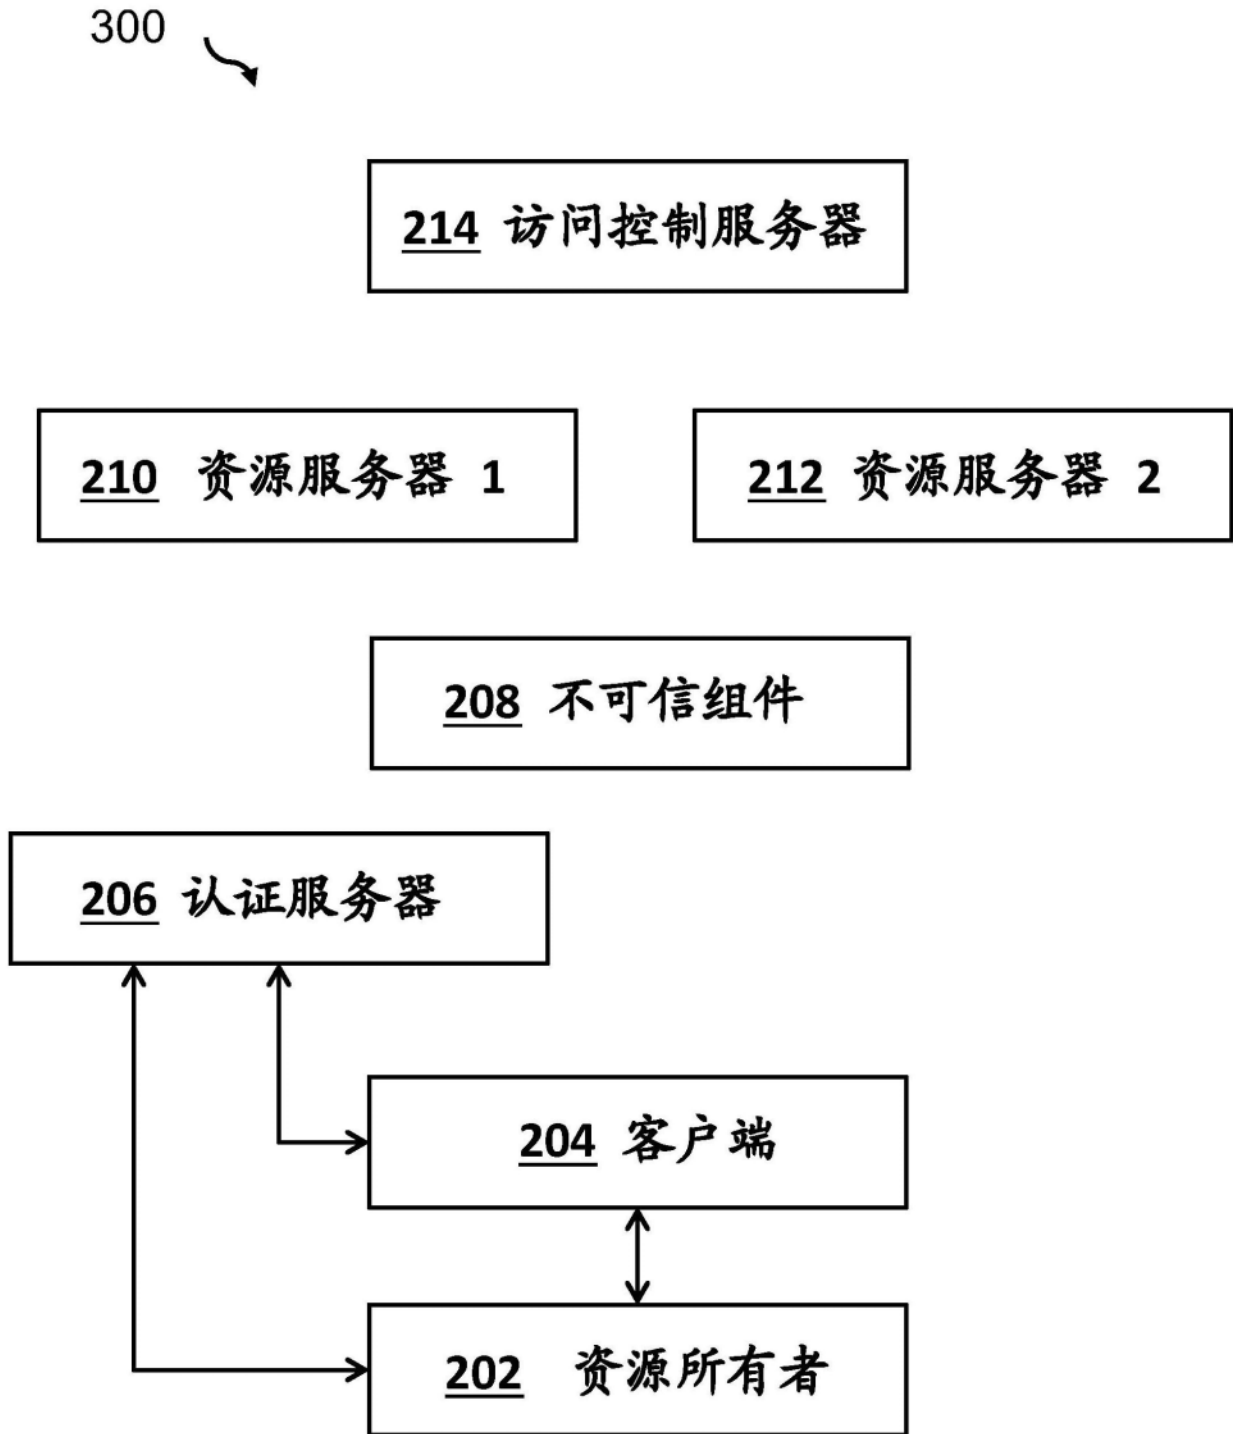 300
214 访问控制服务器
210 资源服务器 1
212 资源服务器 2
208 不可信组件
206 认证服务器
204 客户端
202 资源所有者